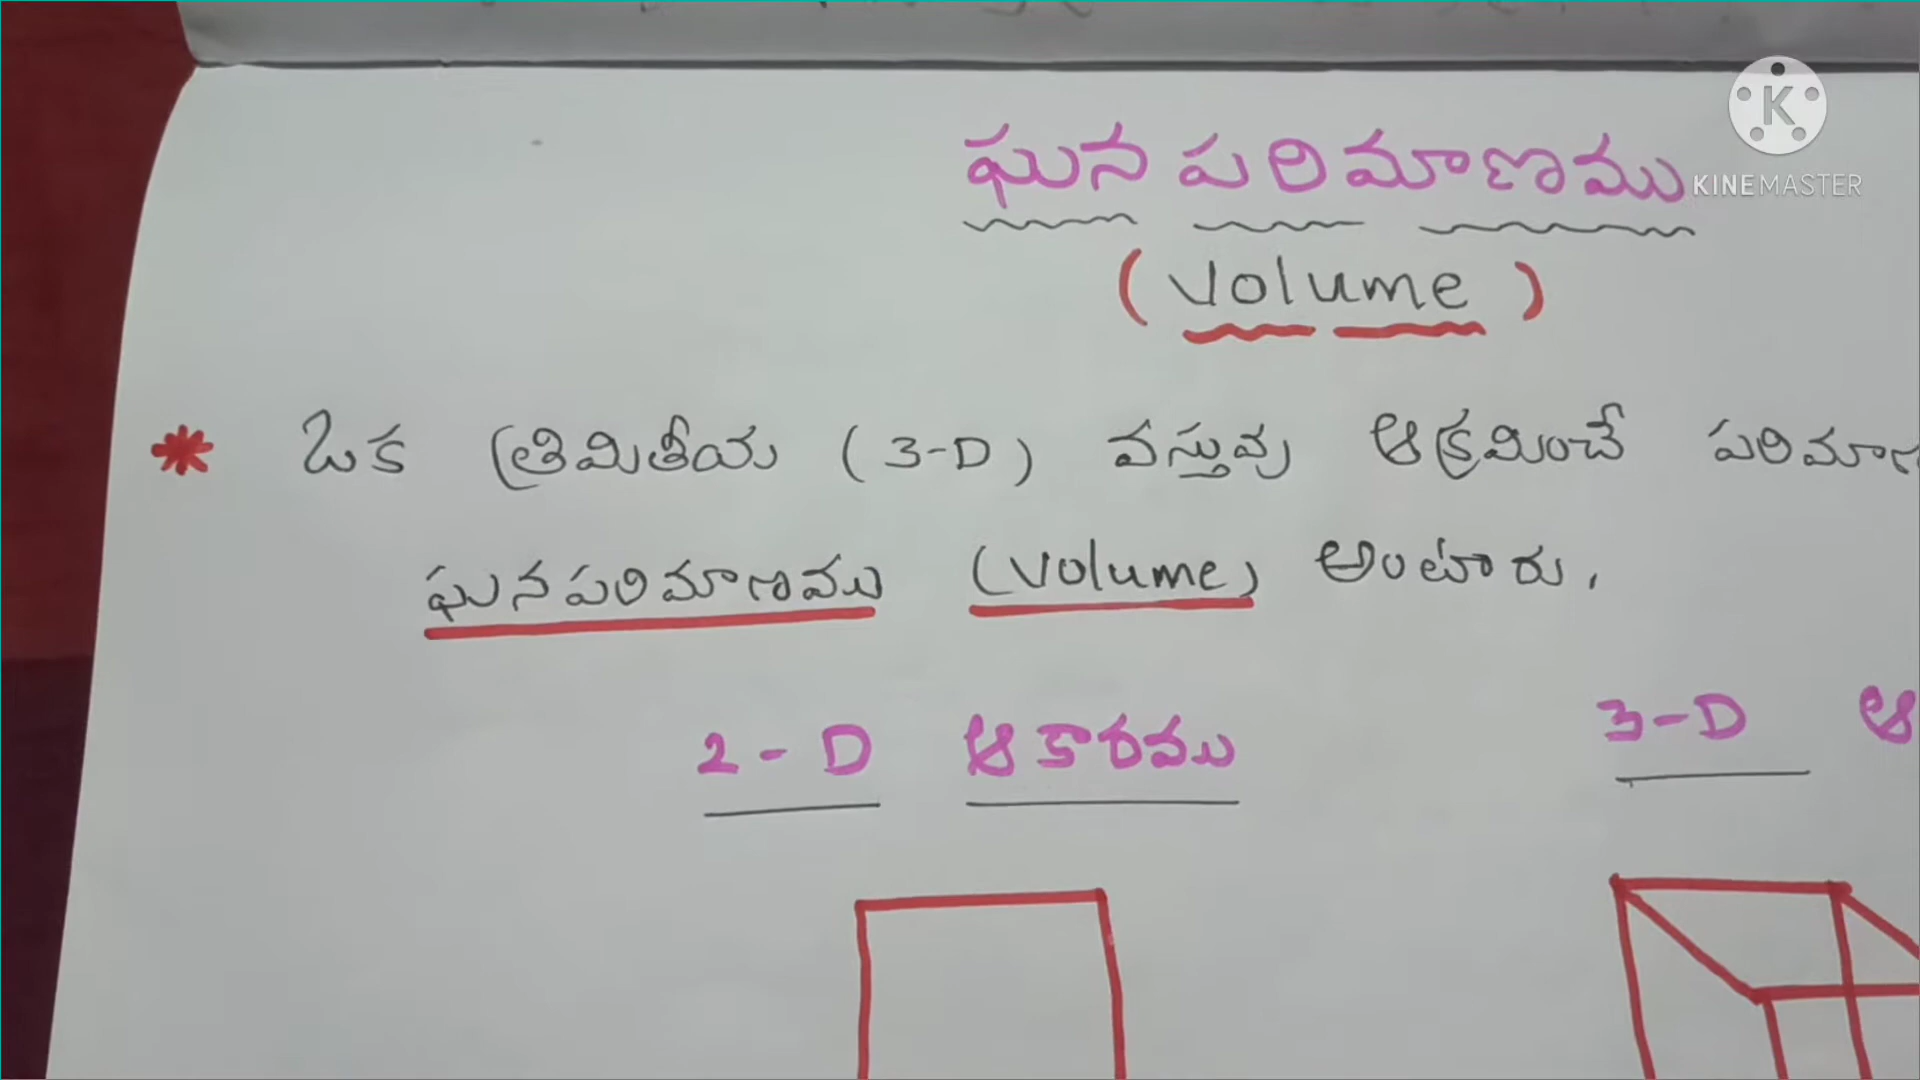 ఘన పరిమాణము
KINEMASTER
(Volume)
* ఒక త్రిమితీయ (3-D) వస్తువు ఆక్రమించే
ఘనపరిమాణము (Volume) అంటారు.
2-D ఆకారము
3-D